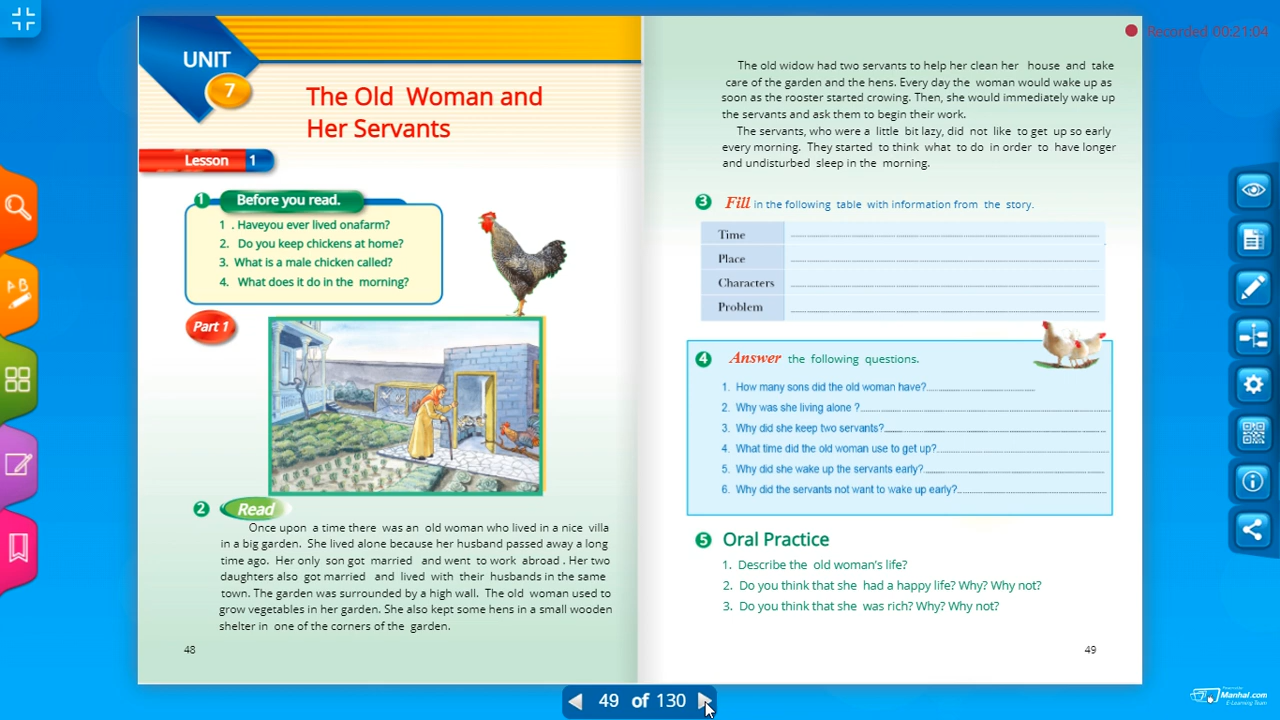 Recorded 00:21:04
UNIT
7
The Old Woman and
Her Servants
Lesson 1
1 Before you read.
1 . Haveyou ever lived onafarm?
2. Do you keep chickens at home?
3. What is a male chicken called?
4. What does it do in the morning?
Part 1
2 Read
Once upon a time there was an old woman who lived in a nice villa
in a big garden. She lived alone because her husband passed away a long
time ago. Her only son got married and went to work abroad . Her two
daughters also got married and lived with their husbands in the same
town. The garden was surrounded by a high wall. The old woman used to
grow vegetables in her garden. She also kept some hens in a small wooden
shelter in one of the corners of the garden.
48
The old widow had two servants to help her clean her house and take
care of the garden and the hens. Every day the woman would wake up as
soon as the rooster started crowing. Then, she would immediately wake up
the servants and ask them to begin their work.
The servants, who were a little bit lazy, did not like to get up so early
every morning. They started to think what to do in order to have longer
and undisturbed sleep in the morning.
3 Fill in the following table with information from the story.
Time
Place
Characters
Problem
4 Answer the following questions.
1. How many sons did the old woman have?
2. Why was she living alone ?
3. Why did she keep two servants?
4. What time did the old woman use to get up?
5. Why did she wake up the servants early?
6. Why did the servants not want to wake up early?
5 Oral Practice
1. Describe the old woman's life?
2. Do you think that she had a happy life? Why? Why not?
3. Do you think that she was rich? Why? Why not?
49
49 of 130
Manhal.com
E-Learning Team